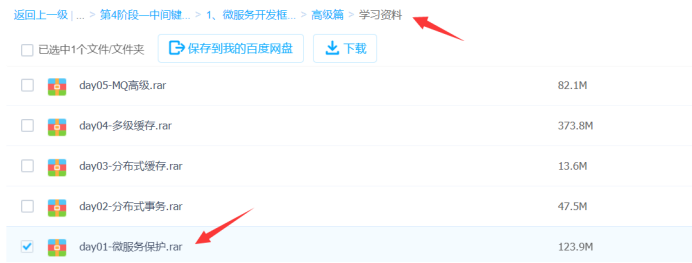 返回上一级 | ... > 第4阶段—中间键... > 1、微服务开发框... > 高级篇 > 学习资料
已选中1个文件/文件夹 保存到我的百度网盘 下载
day05-MQ高级.rar 82.1M
day04-多级缓存.rar 373.8M
day03-分布式缓存.rar 13.6M
day02-分布式事务.rar 47.5M
day01-微服务保护.rar 123.9M